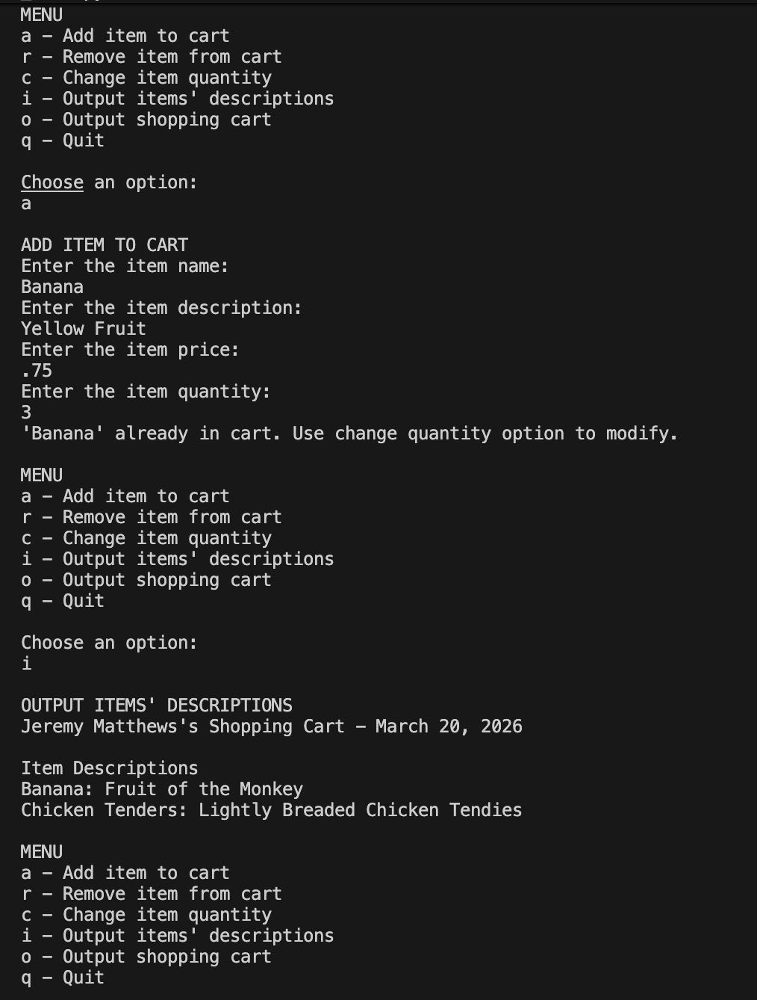 MENU
a – Add item to cart
r – Remove item from cart
c – Change item quantity
i – Output items' descriptions
o – Output shopping cart
q – Quit
Choose an option:
a
ADD ITEM TO CART
Enter the item name:
Banana
Enter the item description:
Yellow Fruit
Enter the item price:
.75
Enter the item quantity:
3
'Banana' already in cart. Use change quantity option to modify.
MENU
a – Add item to cart
r – Remove item from cart
c – Change item quantity
i – Output items' descriptions
o – Output shopping cart
q – Quit
Choose an option:
i
OUTPUT ITEMS' DESCRIPTIONS
Jeremy Matthews's Shopping Cart – March 20, 2026
Item Descriptions
Banana: Fruit of the Monkey
Chicken Tenders: Lightly Breaded Chicken Tendies
MENU
a – Add item to cart
r – Remove item from cart
c – Change item quantity
i – Output items' descriptions
o – Output shopping cart
q – Quit